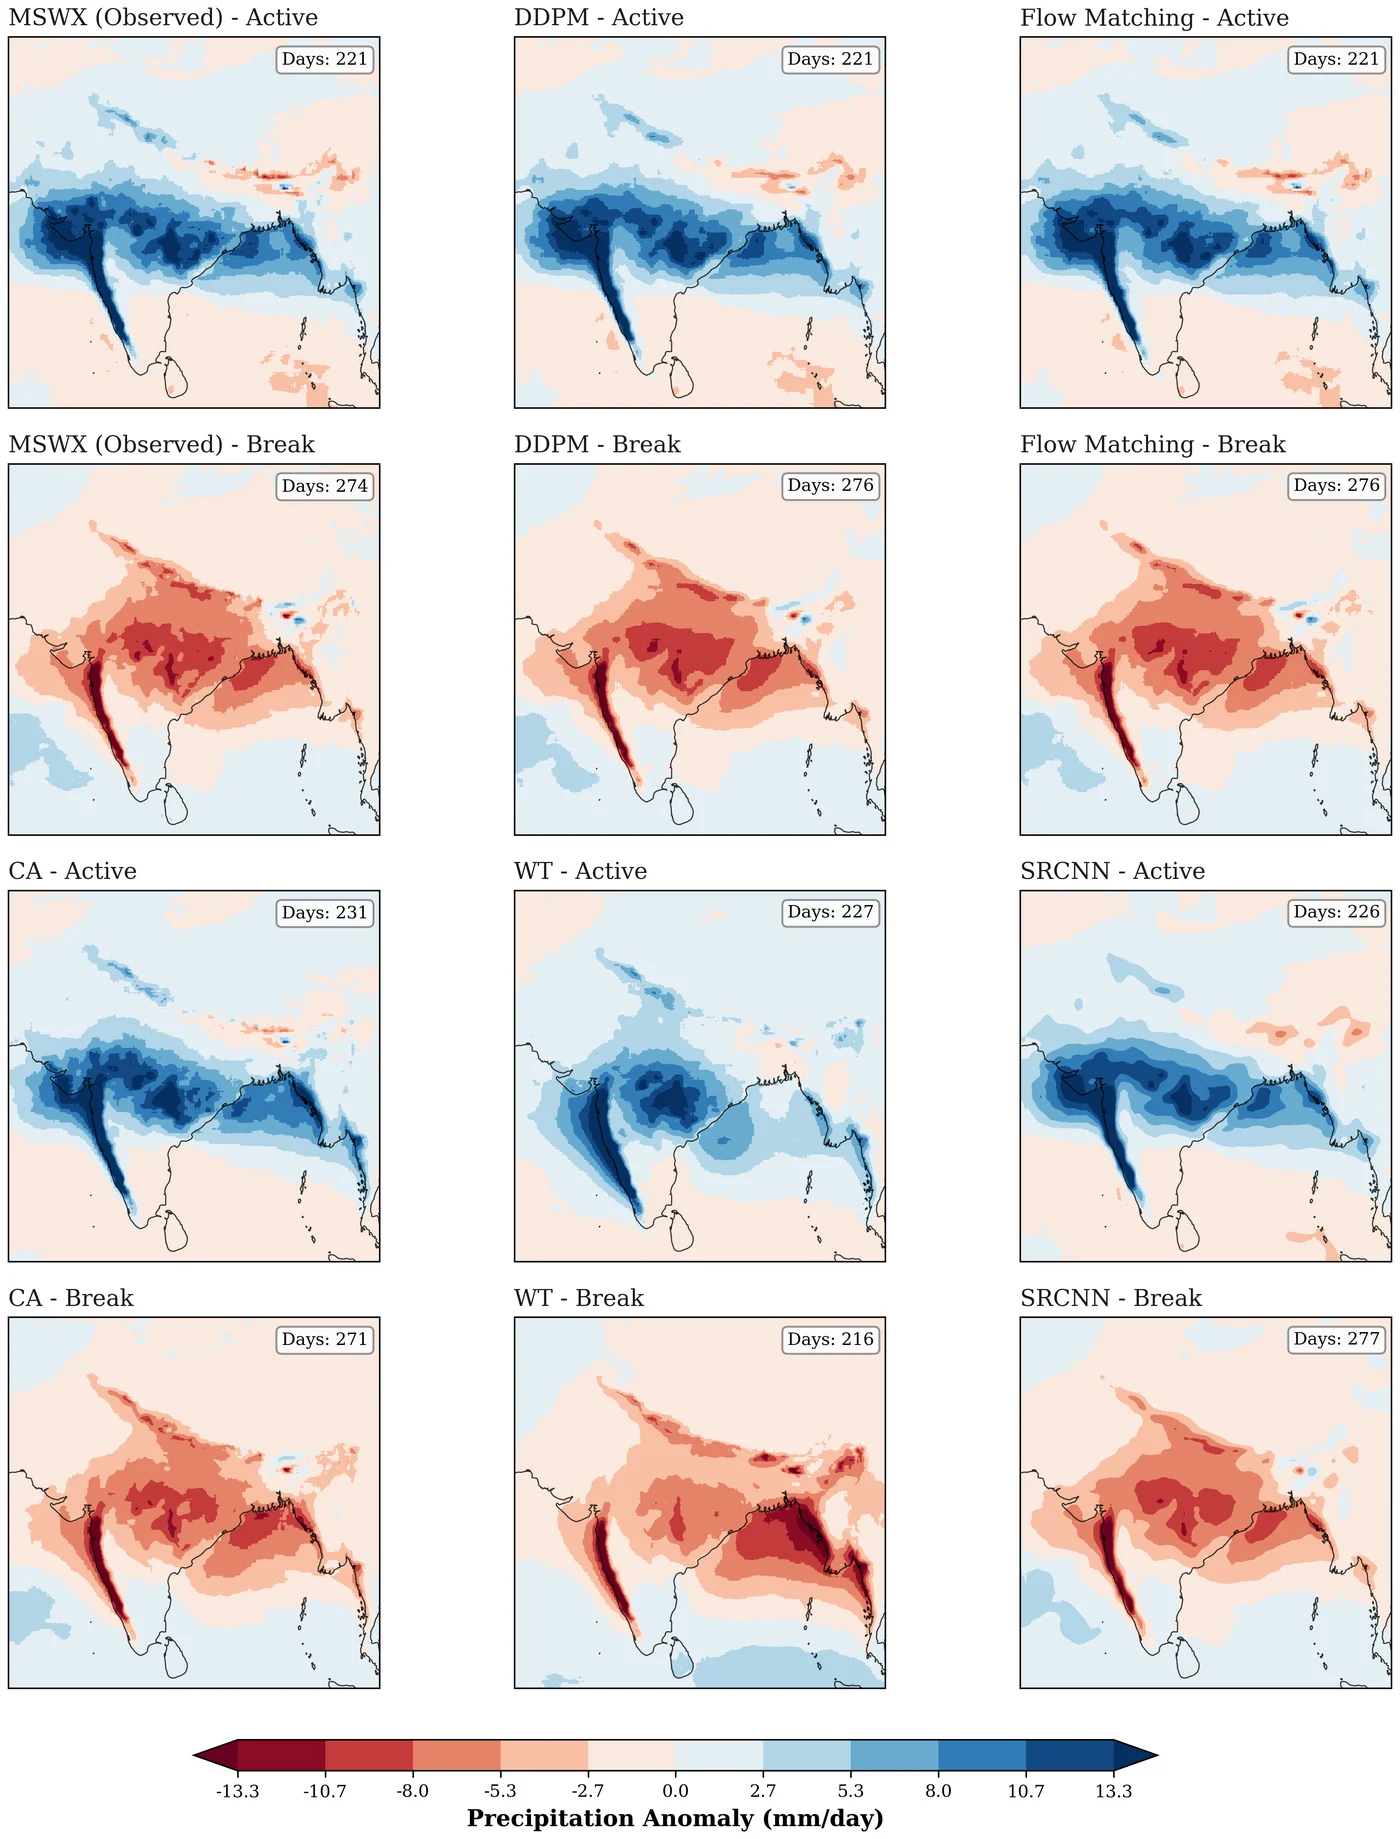 MSWX (Observed) - Active
DDPM - Active
Flow Matching - Active
Days: 221
Days: 221
Days: 221
MSWX (Observed) - Break
DDPM - Break
Flow Matching - Break
Days: 274
Days: 276
Days: 276
CA - Active
WT - Active
SRCNN - Active
Days: 231
Days: 227
Days: 226
CA - Break
WT - Break
SRCNN - Break
Days: 271
Days: 216
Days: 277
-13.3 -10.7 -8.0 -5.3 -2.7 0.0 2.7 5.3 8.0 10.7 13.3
Precipitation Anomaly (mm/day)